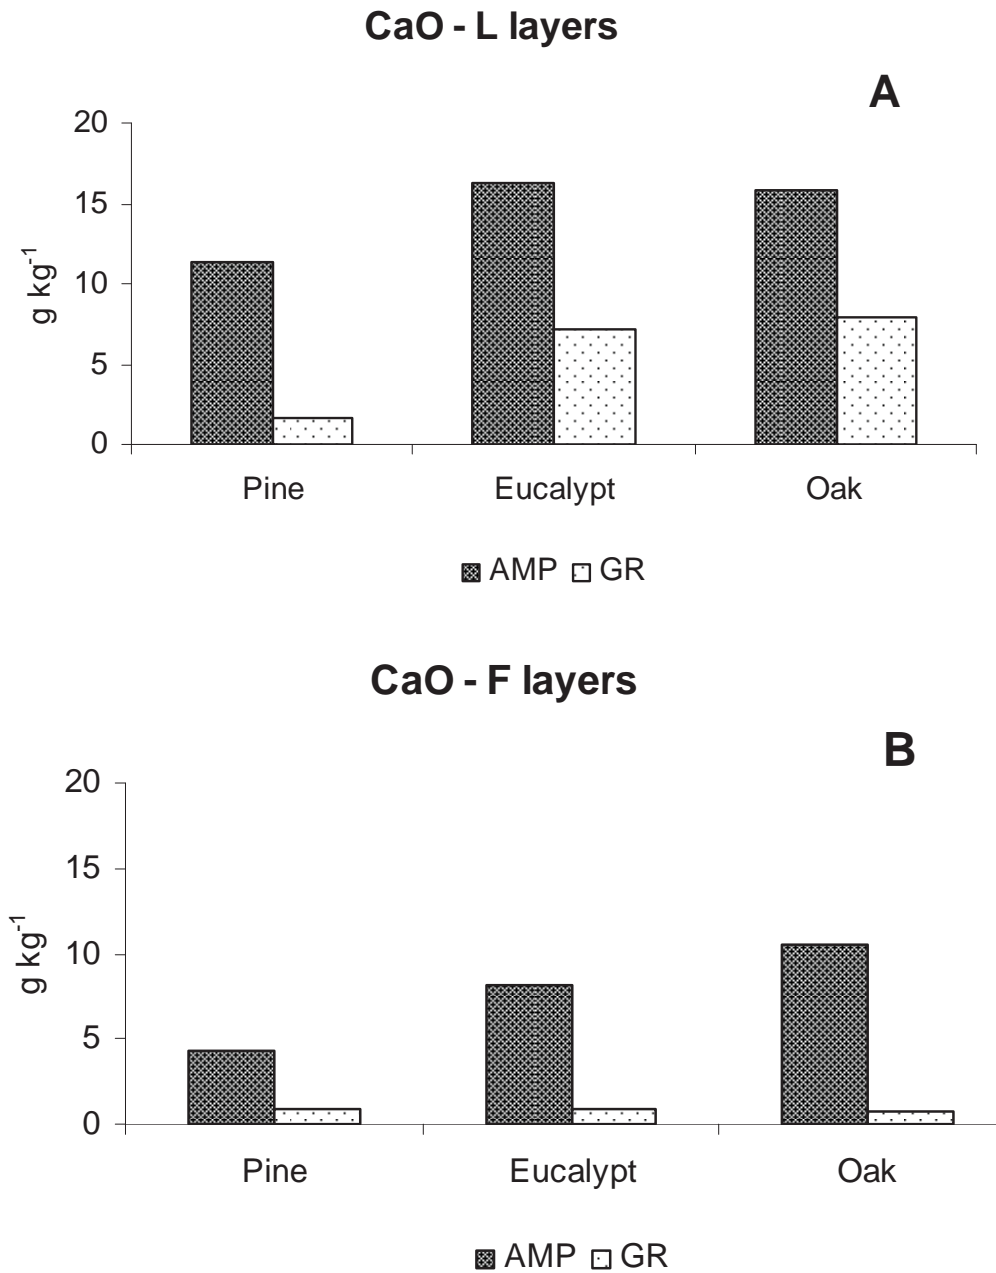 CaO - L layers
A
20
15
10
5
0
g kg-1
Pine Eucalypt Oak
AMP GR
CaO - F layers
B
20
15
10
5
0
g kg-1
Pine Eucalypt Oak
AMP GR